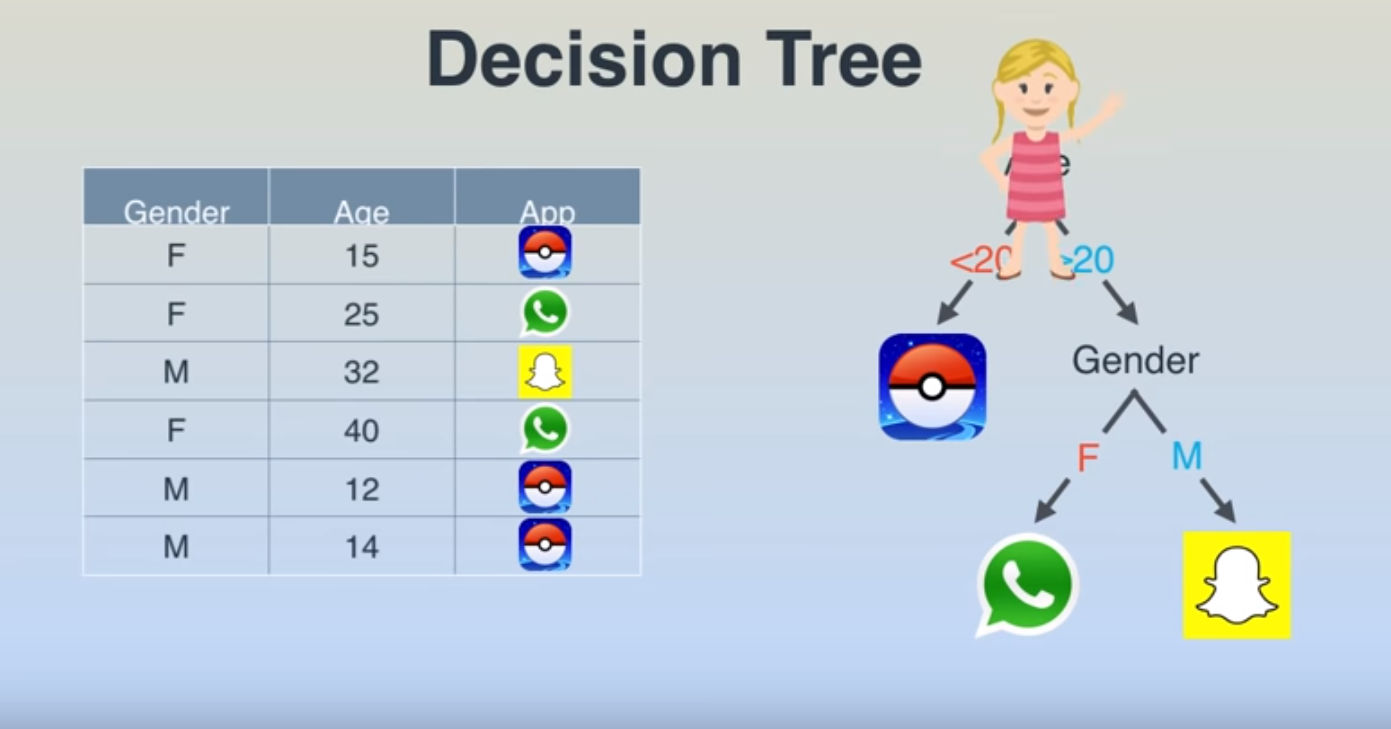 Decision Tree
Gender Age App
F 15
F 25
M 32
F 40
M 12
M 14
<20 >20
Gender
F M